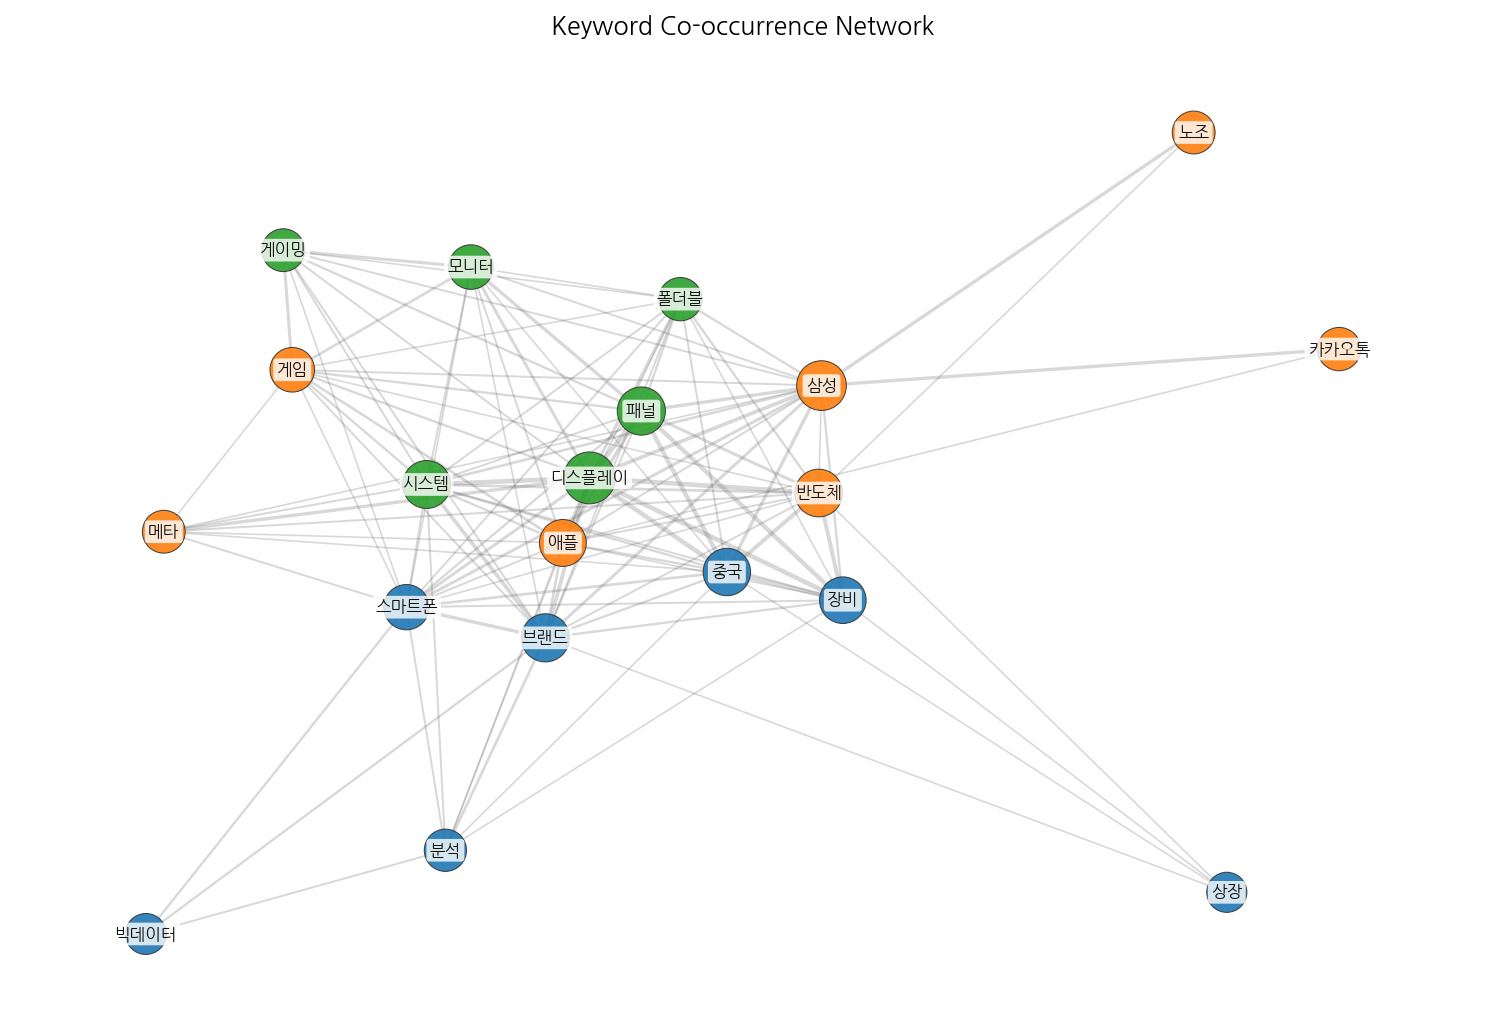 Keyword Co-occurrence Network
노조
게이밍
모니터
폴더블
카카오톡
게임
삼성
패널
디스플레이
시스템
반도체
메타
애플
중국
장비
스마트폰
브랜드
분석
상장
빅데이터